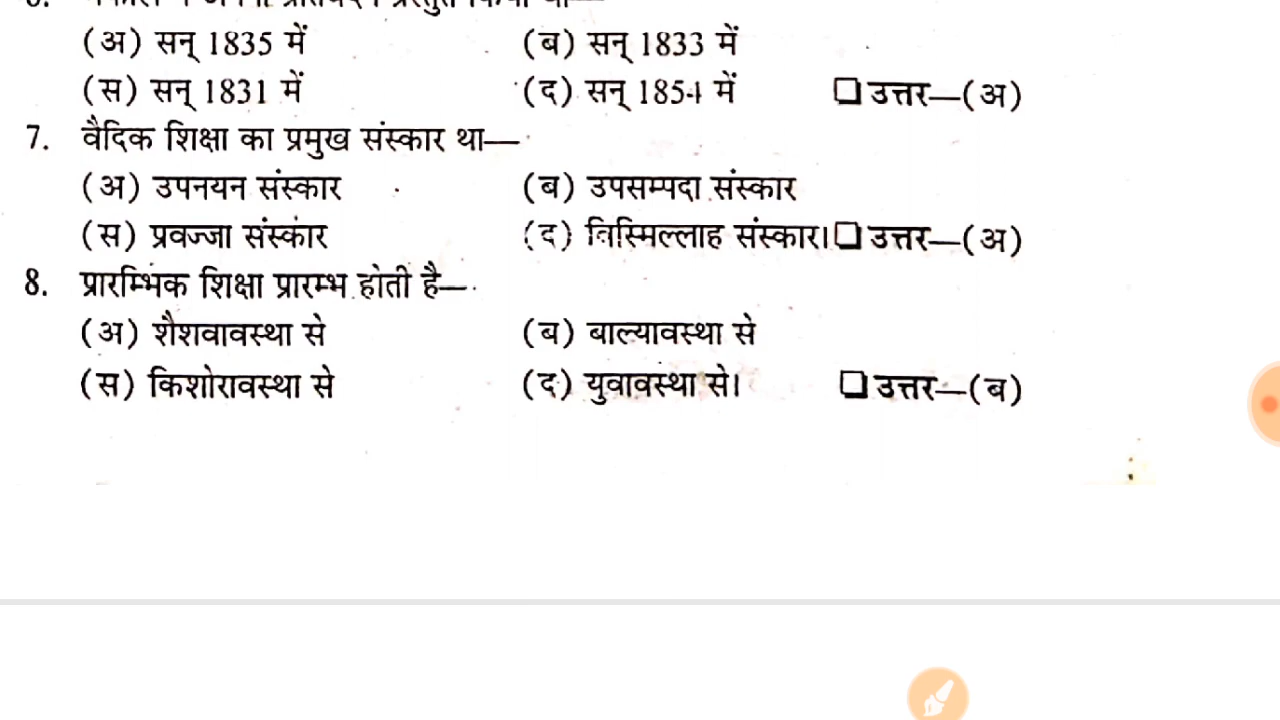 (अ) सन् 1835 में (ब) सन् 1833 में
(स) सन् 1831 में (द) सन् 1854 में ❑ उत्तर—(अ)
7. वैदिक शिक्षा का प्रमुख संस्कार था—
(अ) उपनयन संस्कार (ब) उपसम्पदा संस्कार
(स) प्रवज्जा संस्कार (द) बिस्मिल्लाह संस्कार। ❑ उत्तर—(अ)
8. प्रारम्भिक शिक्षा प्रारम्भ होती है—
(अ) शैशवावस्था से (ब) बाल्यावस्था से
(स) किशोरावस्था से (द) युवावस्था से। ❑ उत्तर—(ब)